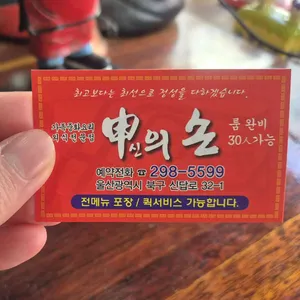 최고보다는 최선으로 정성을 다하겠습니다.
申의 손
신
룸 완비
30人 가능
예약전화 ☎ 298-5599
울산광역시 북구 신답로 32-1
전메뉴 포장 / 퀵서비스 가능합니다.